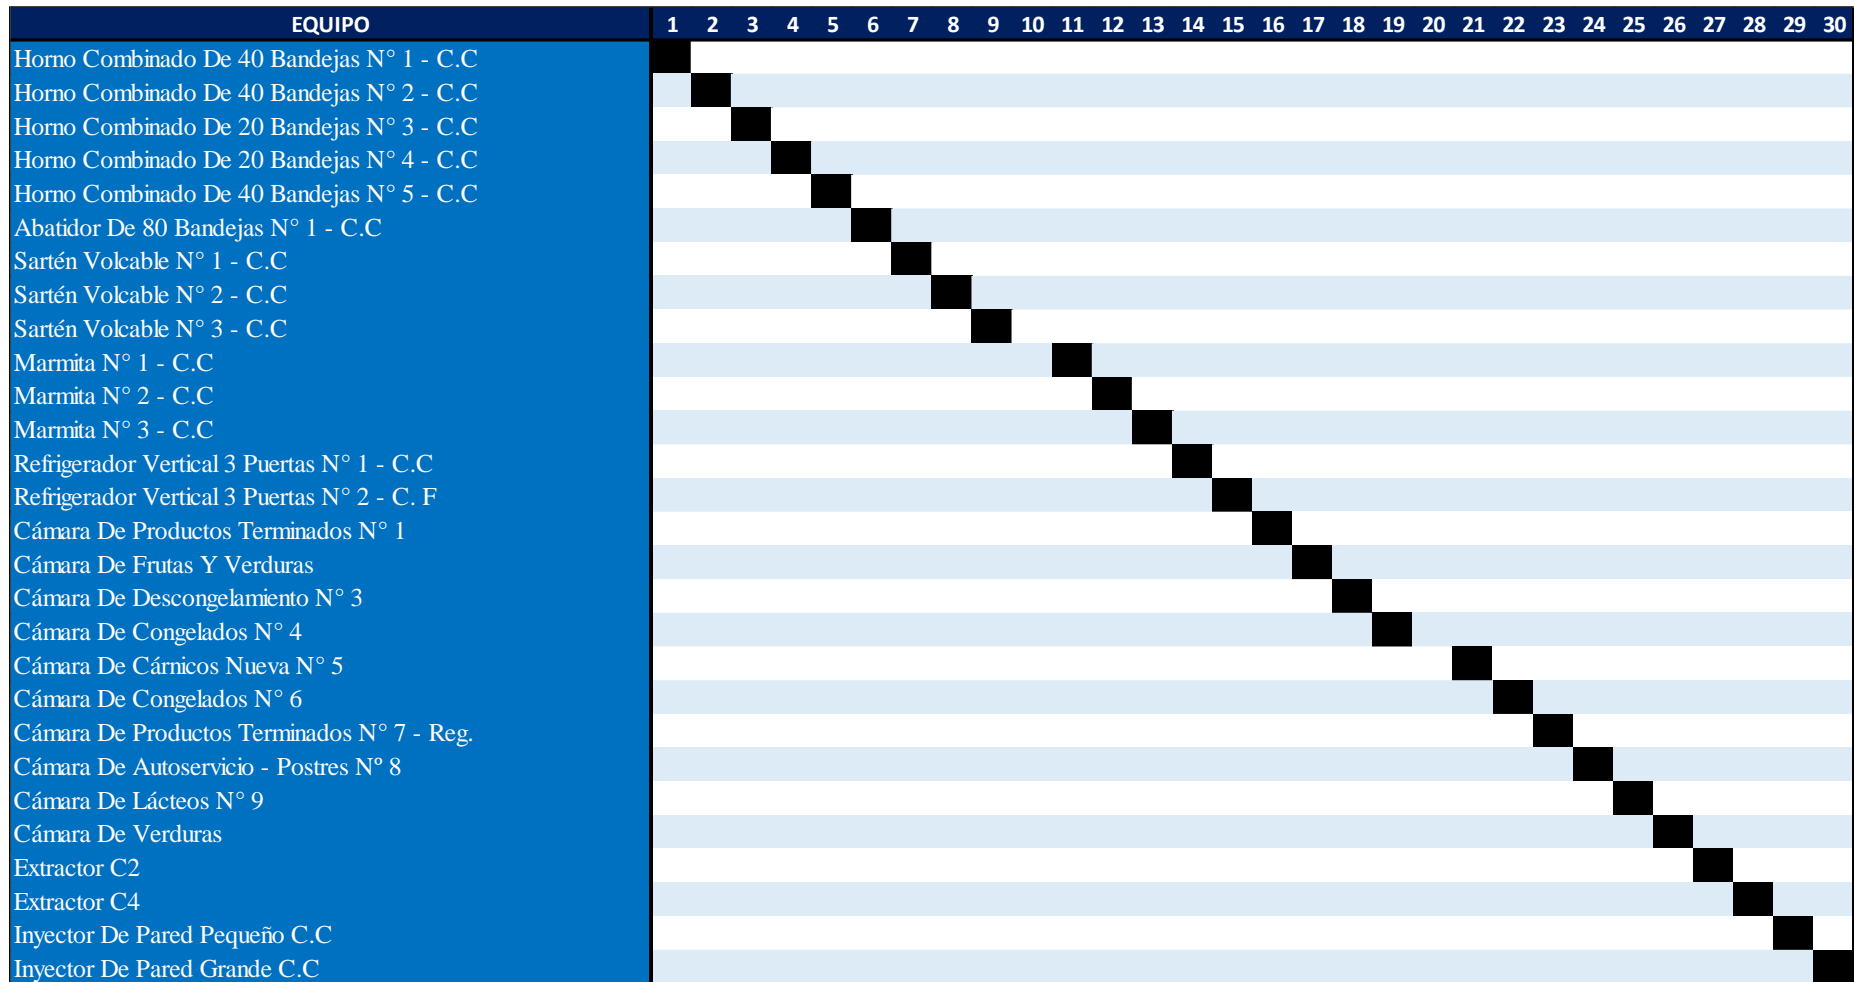 EQUIPO 1 2 3 4 5 6 7 8 9 10 11 12 13 14 15 16 17 18 19 20 21 22 23 24 25 26 27 28 29 30
Horno Combinado De 40 Bandejas N° 1 - C.C
Horno Combinado De 40 Bandejas N° 2 - C.C
Horno Combinado De 20 Bandejas N° 3 - C.C
Horno Combinado De 20 Bandejas N° 4 - C.C
Horno Combinado De 40 Bandejas N° 5 - C.C
Abatidor De 80 Bandejas N° 1 - C.C
Sartén Volcable N° 1 - C.C
Sartén Volcable N° 2 - C.C
Sartén Volcable N° 3 - C.C
Marmita N° 1 - C.C
Marmita N° 2 - C.C
Marmita N° 3 - C.C
Refrigerador Vertical 3 Puertas N° 1 - C.C
Refrigerador Vertical 3 Puertas N° 2 - C. F
Cámara De Productos Terminados N° 1
Cámara De Frutas Y Verduras
Cámara De Descongelamiento N° 3
Cámara De Congelados N° 4
Cámara De Cárnicos Nueva N° 5
Cámara De Congelados N° 6
Cámara De Productos Terminados N° 7 - Reg.
Cámara De Autoservicio - Postres Nº 8
Cámara De Lácteos N° 9
Cámara De Verduras
Extractor C2
Extractor C4
Inyector De Pared Pequeño C.C
Inyector De Pared Grande C.C